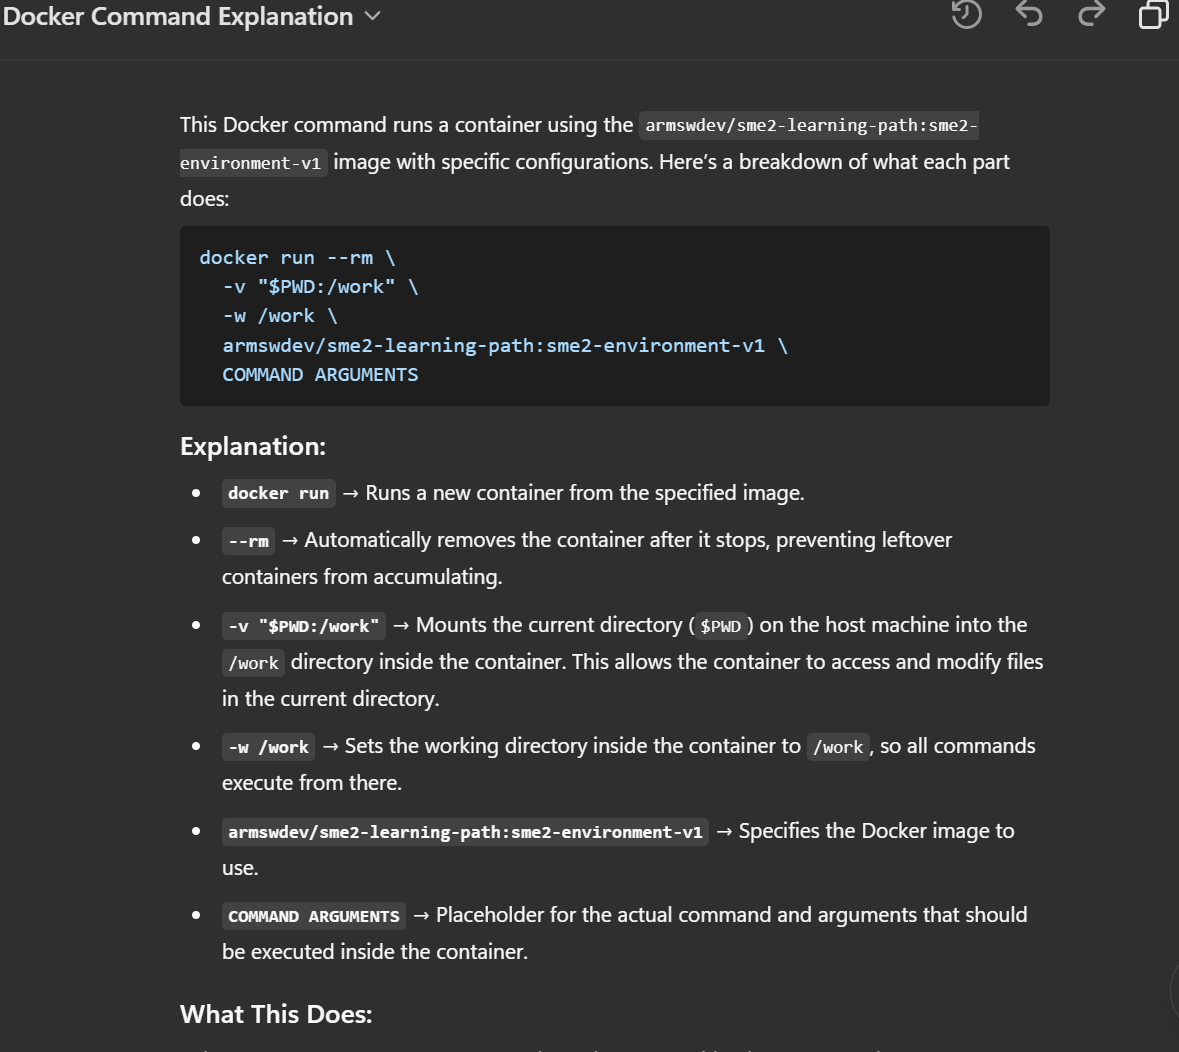 Docker Command Explanation
This Docker command runs a container using the armswdev/sme2-learning-path:sme2-
environment-v1 image with specific configurations. Here’s a breakdown of what each part
does:
docker run --rm \
-v "$PWD:/work" \
-w /work \
armswdev/sme2-learning-path:sme2-environment-v1 \
COMMAND ARGUMENTS
Explanation:
• docker run → Runs a new container from the specified image.
• --rm → Automatically removes the container after it stops, preventing leftover
containers from accumulating.
• -v "$PWD:/work" → Mounts the current directory ( $PWD ) on the host machine into the
/work directory inside the container. This allows the container to access and modify files
in the current directory.
• -w /work → Sets the working directory inside the container to /work , so all commands
execute from there.
• armswdev/sme2-learning-path:sme2-environment-v1 → Specifies the Docker image to
use.
• COMMAND ARGUMENTS → Placeholder for the actual command and arguments that should
be executed inside the container.
What This Does: